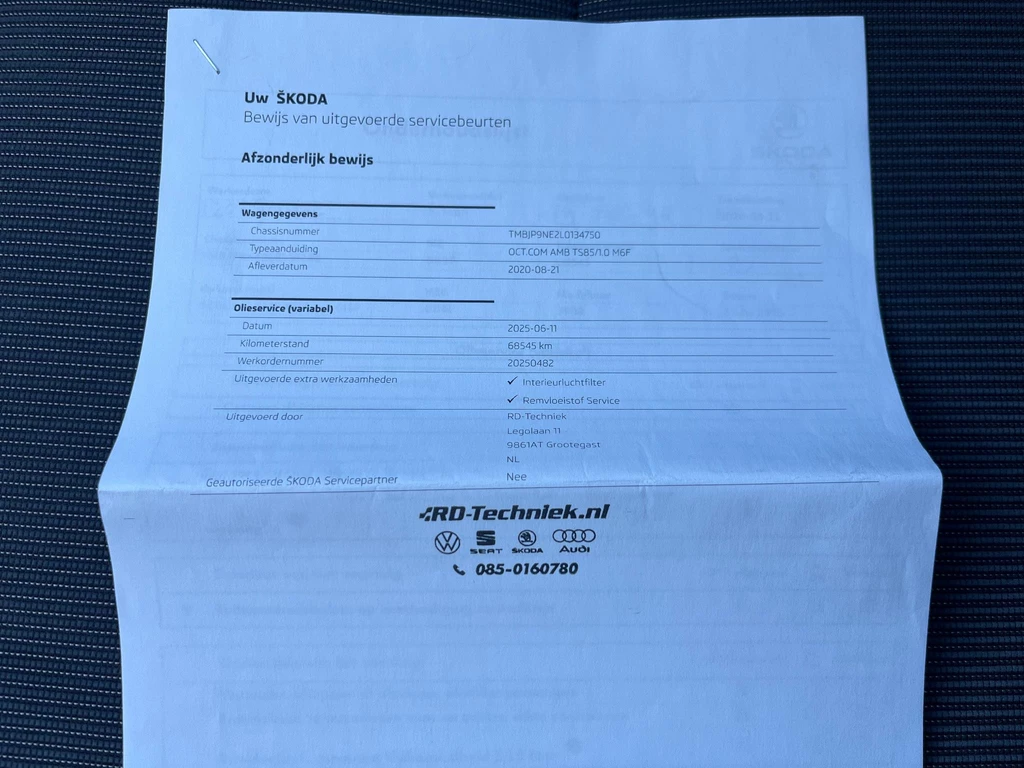 Uw ŠKODA
Bewijs van uitgevoerde servicebeurten
Afzonderlijk bewijs
Wagengegevens
Chassisnummer TMBJP9NE2L0134750
Typeaanduiding OCT.COM AMB TS85/1.0 M6F
Afleverdatum 2020-08-21
Olieservice (variabel)
Datum 2025-06-11
Kilometerstand 68545 km
Werkordernummer 20250482
Uitgevoerde extra werkzaamheden ✓ Interieurluchtfilter
✓ Remvloeistof Service
Uitgevoerd door RD-Techniek
Legolaan 11
9861AT Grootegast
NL
Geautoriseerde ŠKODA Servicepartner Nee
RD-Techniek.nl
SEAT ŠKODA Audi
085-0160780